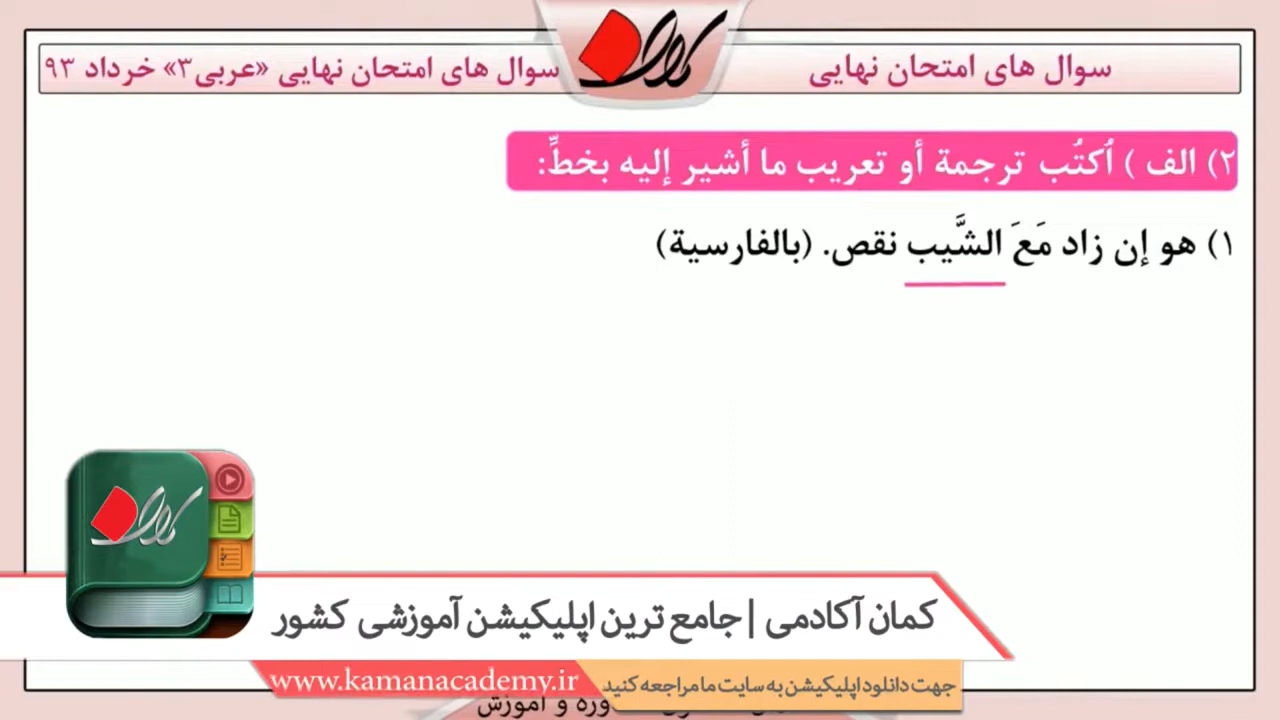 سوال های امتحان نهایی
سوال های امتحان نهایی «عربی۳» خرداد ۹۳
۲) الف ) اُکتُب ترجمة أو تعریب ما أشیر إلیه بخطٍّ:
۱) هو إن زاد مَعَ الشَّیب نقص. (بالفارسیة)
کمان آکادمی | جامع ترین اپلیکیشن آموزشی کشور
www.kamanacademy.ir
جهت دانلود اپلیکیشن به سایت ما مراجعه کنید
وره و آموزش